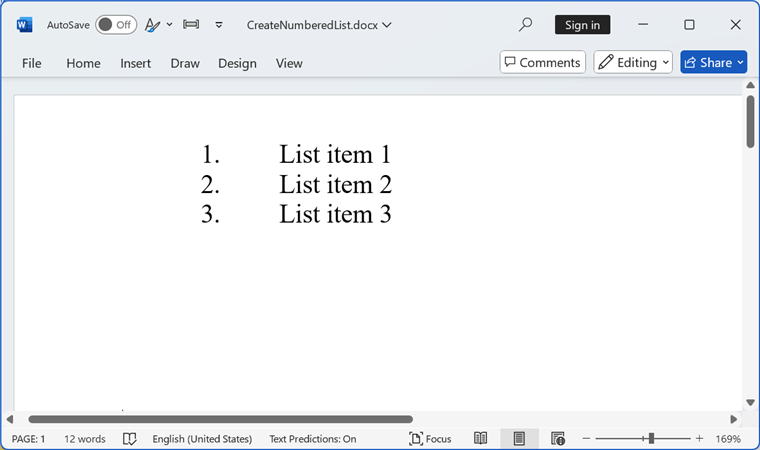 AutoSave Off CreateNumberedList.docx Sign in
File Home Insert Draw Design View Comments Editing Share
1. List item 1
2. List item 2
3. List item 3
PAGE: 1 12 words English (United States) Text Predictions: On Focus 169%